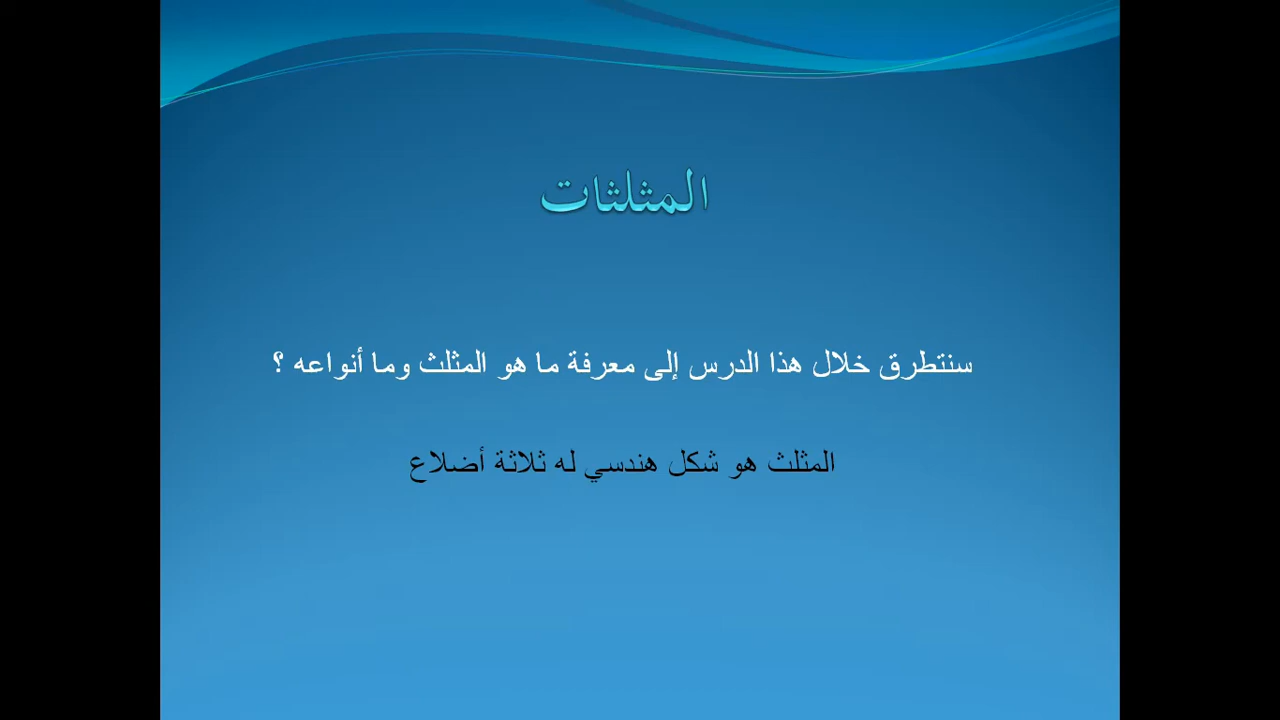 المثلثات
سنتطرق خلال هذا الدرس إلى معرفة ما هو المثلث وما أنواعه ؟
المثلث هو شكل هندسي له ثلاثة أضلاع